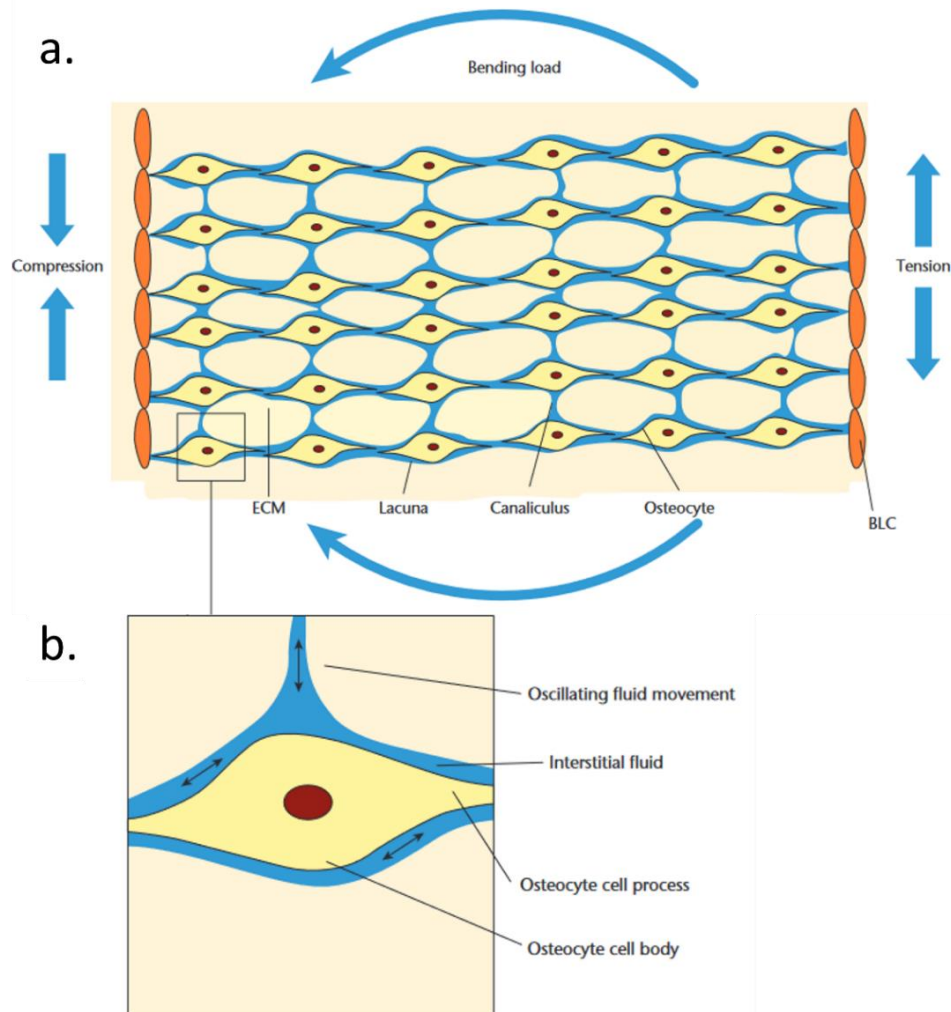 a.
Bending load
Compression
Tension
ECM
Lacuna
Canaliculus
Osteocyte
BLC
b.
Oscillating fluid movement
Interstitial fluid
Osteocyte cell process
Osteocyte cell body